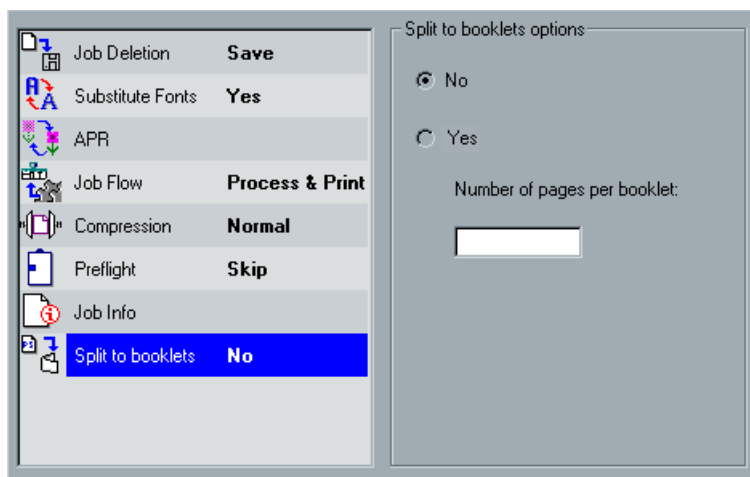 Job Deletion Save
Substitute Fonts Yes
APR
Job Flow Process & Print
Compression Normal
Preflight Skip
Job Info
Split to booklets No
Split to booklets options
No
Yes
Number of pages per booklet: